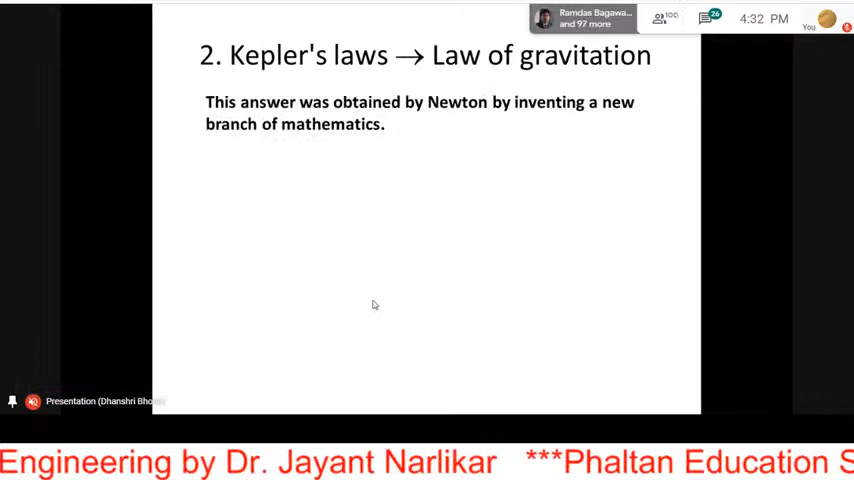 Ramdas Bagawa...
and 97 more
100
26
4:32 PM
You
2. Kepler's laws → Law of gravitation
This answer was obtained by Newton by inventing a new
branch of mathematics.
Presentation (Dhanshri Bho
Engineering by Dr. Jayant Narlikar ***Phaltan Education S